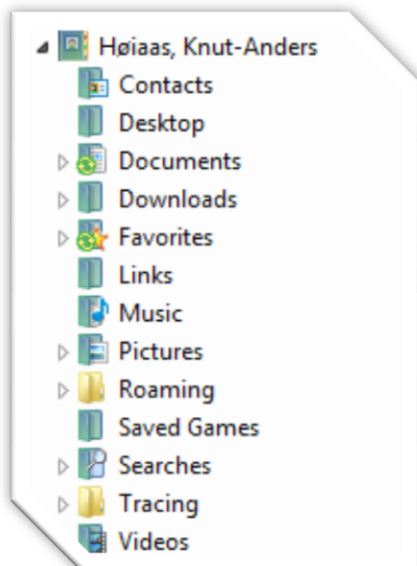 Høiaas, Knut-Anders
Contacts
Desktop
Documents
Downloads
Favorites
Links
Music
Pictures
Roaming
Saved Games
Searches
Tracing
Videos